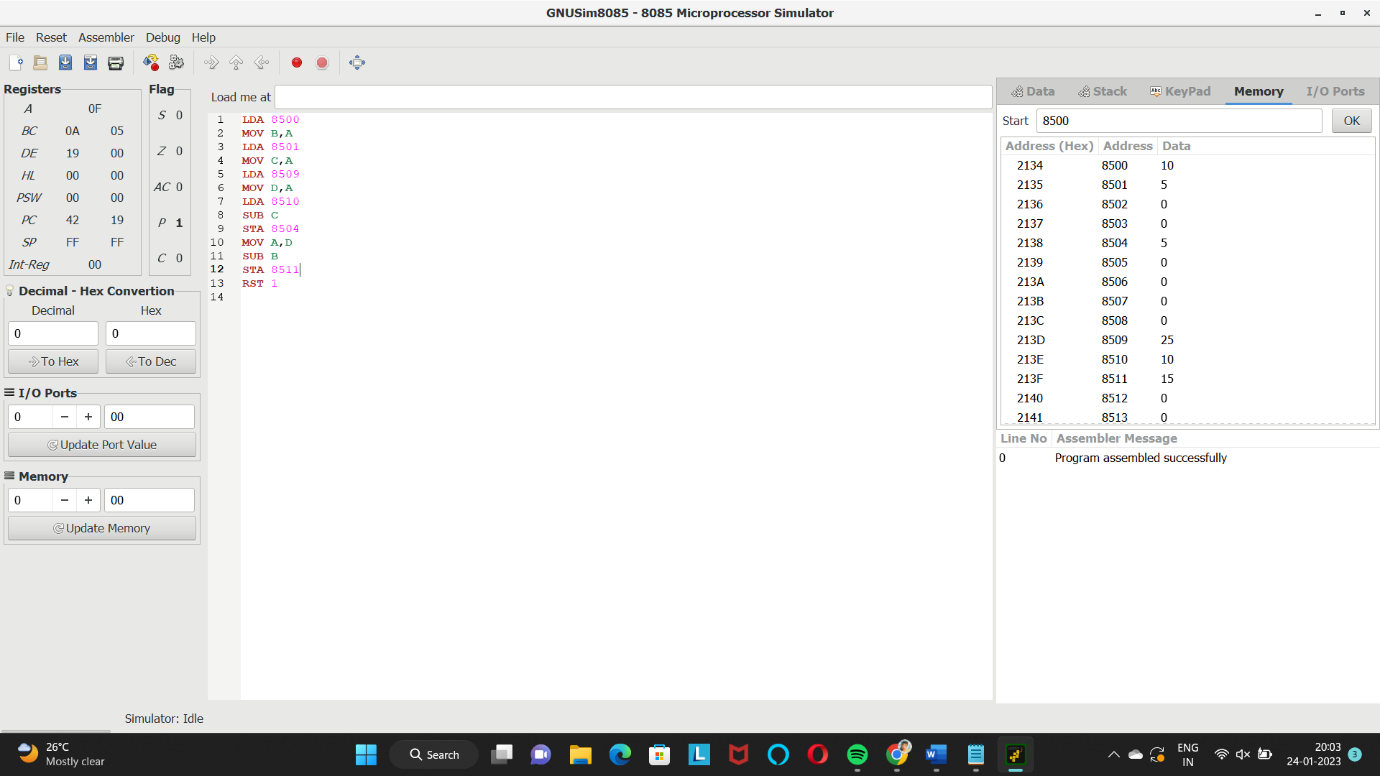 GNUSim8085 - 8085 Microprocessor Simulator
File Reset Assembler Debug Help
Registers
A 0F
BC 0A 05
DE 19 00
HL 00 00
PSW 00 00
PC 42 19
SP FF FF
Int-Reg 00
Flag
S 0
Z 0
AC 0
P 1
C 0
Decimal - Hex Convertion
Decimal Hex
0 0
To Hex To Dec
I/O Ports
0 − + 00
Update Port Value
Memory
0 − + 00
Update Memory
Load me at
1 LDA 8500
2 MOV B,A
3 LDA 8501
4 MOV C,A
5 LDA 8509
6 MOV D,A
7 LDA 8510
8 SUB C
9 STA 8504
10 MOV A,D
11 SUB B
12 STA 8511
13 RST 1
14
Data Stack Abc KeyPad Memory I/O Ports
Start 8500 OK
Address (Hex) Address Data
2134 8500 10
2135 8501 5
2136 8502 0
2137 8503 0
2138 8504 5
2139 8505 0
213A 8506 0
213B 8507 0
213C 8508 0
213D 8509 25
213E 8510 10
213F 8511 15
2140 8512 0
2141 8513 0
Line No Assembler Message
0 Program assembled successfully
Simulator: Idle
26°C
Mostly clear
Search
L
W
ENG
IN
20:03
24-01-2023
3